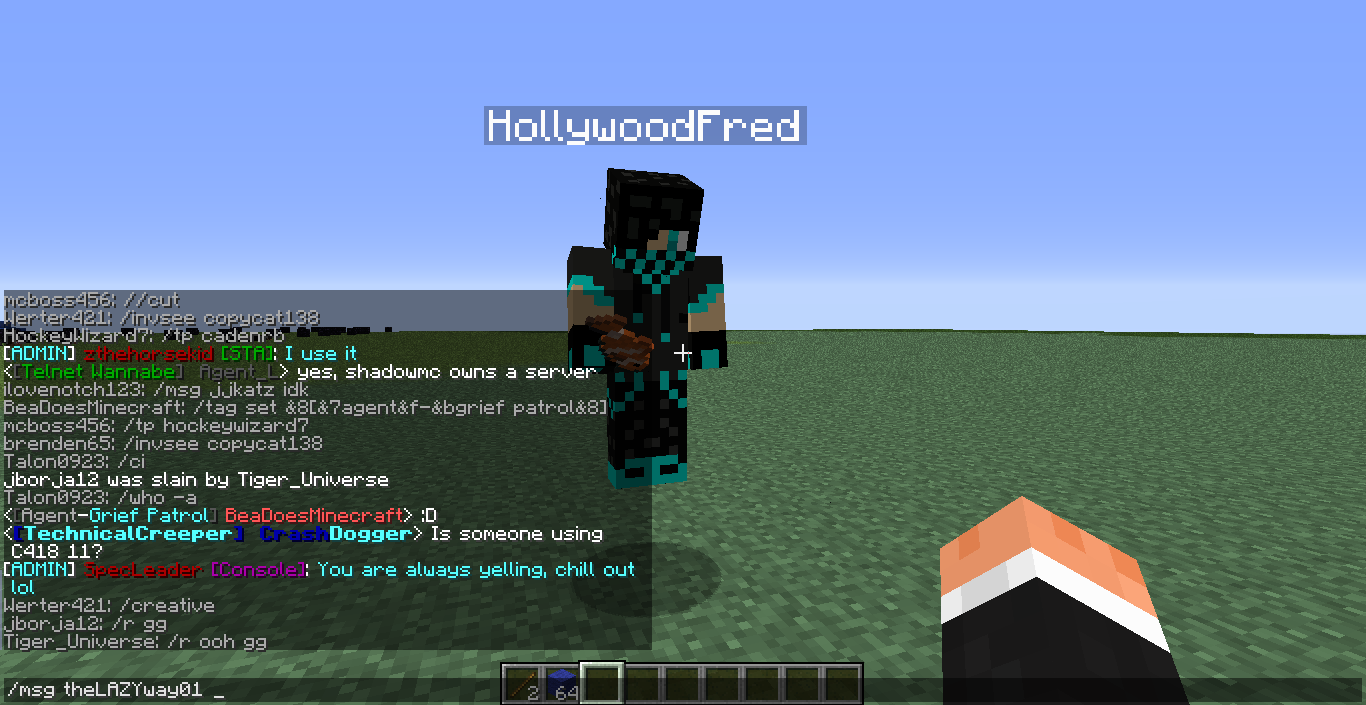 HollywoodFred
mcboss456: //cut
Werter421: /invsee copycat138
HockeyWizard7: /tp cadenrb
[ADMIN] zthehorsekid [STA]: I use it
<[Telnet Wannabe] Agent_L> yes, shadowmc owns a server
ilovenotch123: /msg jjkatz idk
BeaDoesMinecraft: /tag set &8[&7agent&f-&bgrief patrol&8]
mcboss456: /tp hockeywizard7
brenden65: /invsee copycat138
Talon0923: /ci
jborja12 was slain by Tiger_Universe
Talon0923: /who -a
<[Agent-Grief Patrol] BeaDoesMinecraft> :D
<[TechnicalCreeper] CrashDogger> Is someone using
C418 11?
[ADMIN] SpecLeader [Console]: You are always yelling, chill out
lol
Werter421: /creative
jborja12: /r gg
Tiger_Universe: /r ooh gg
2
64
/msg theLAZYway01 _